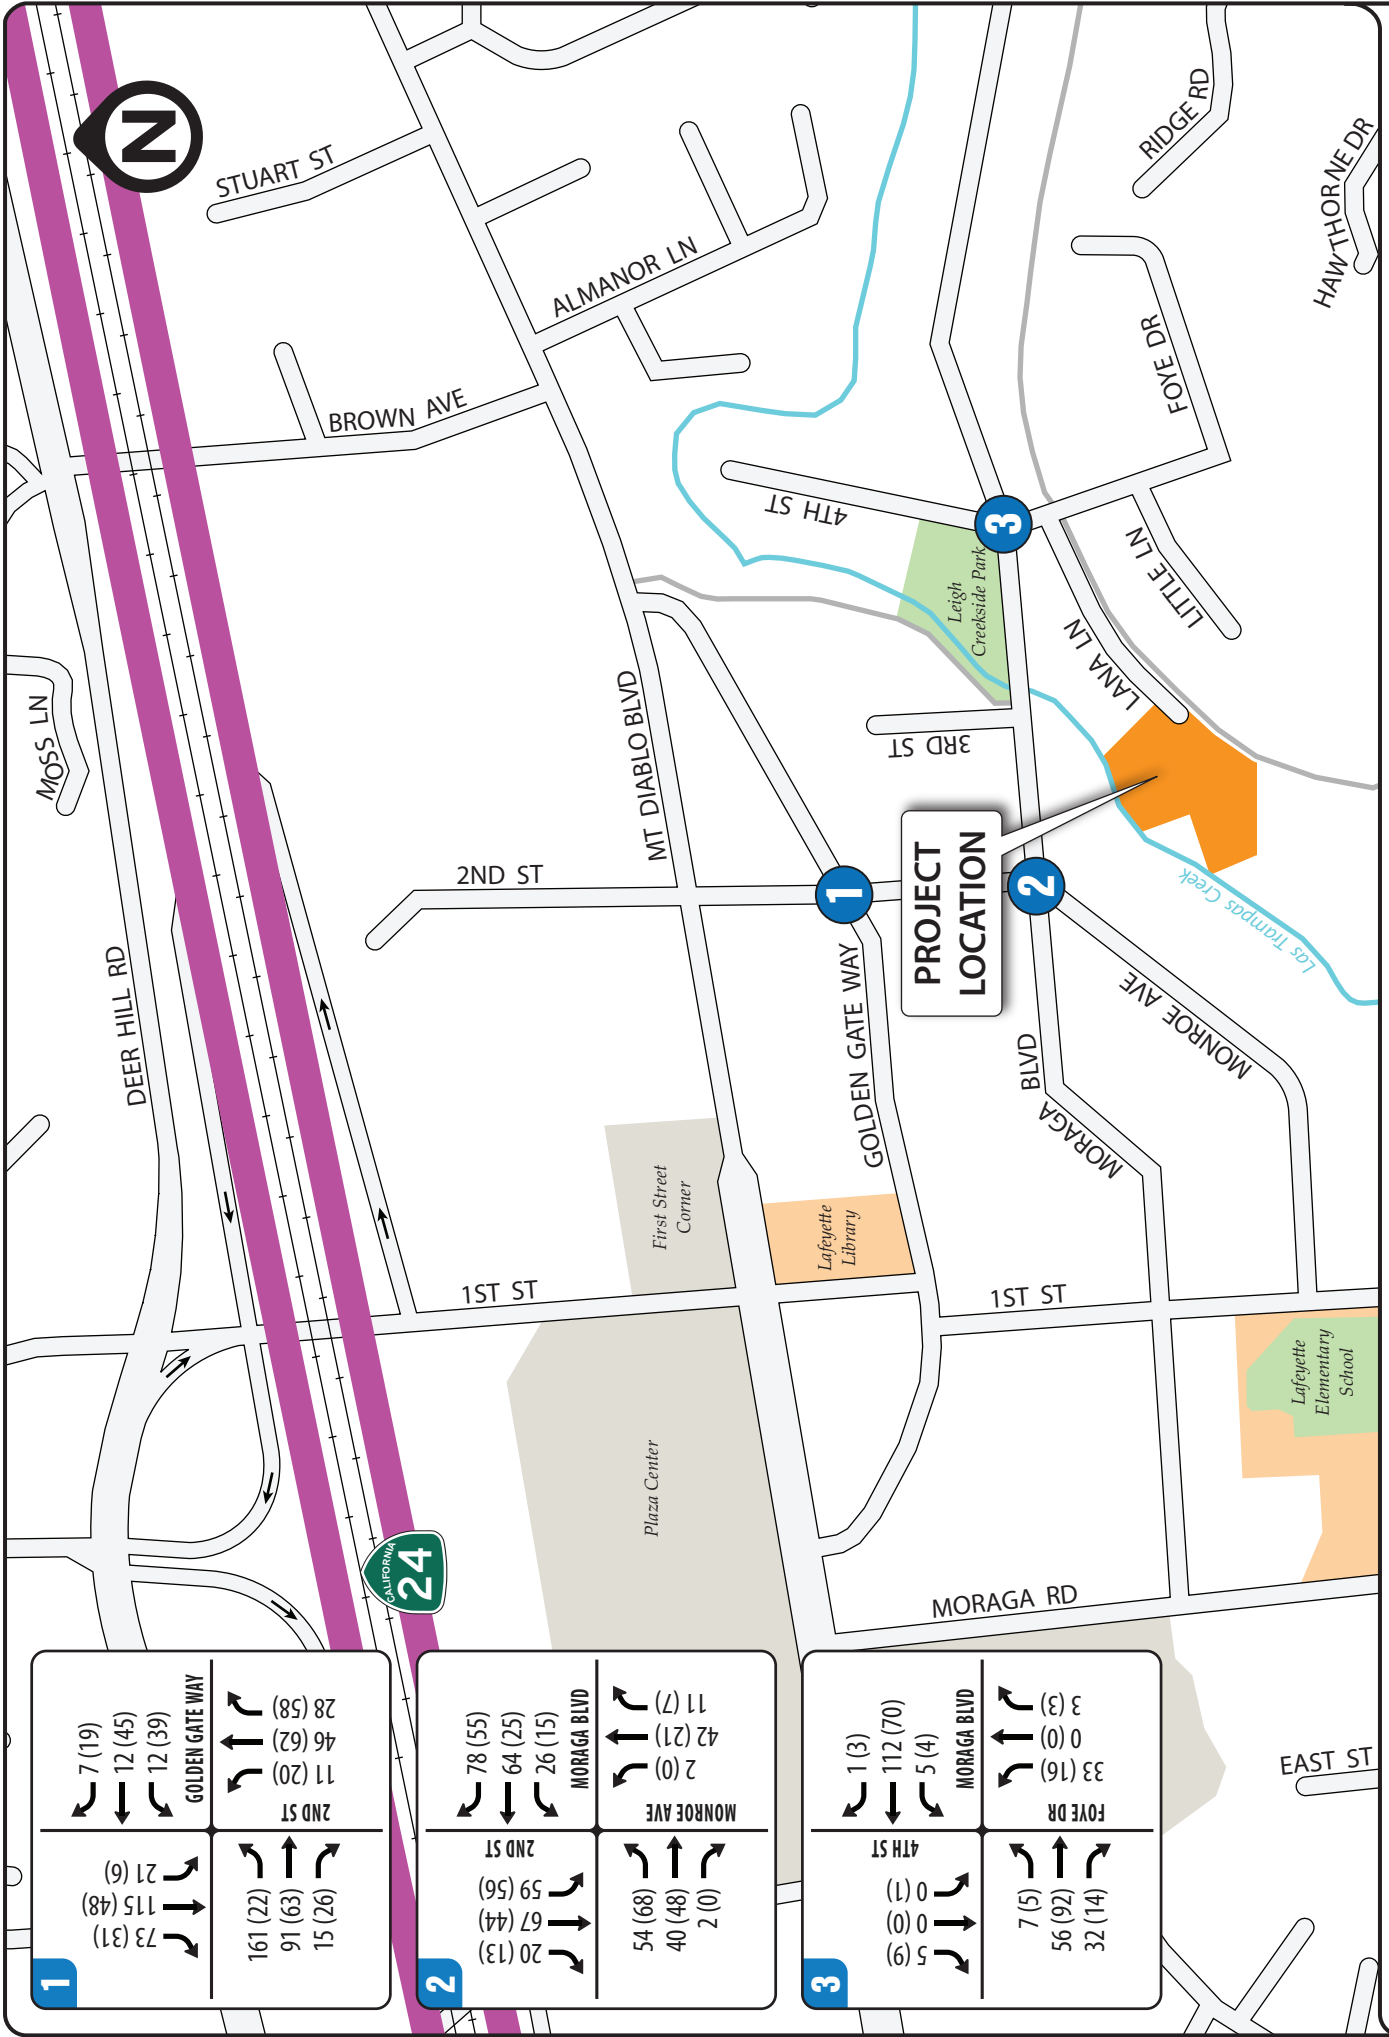 N
STUART ST
RIDGE RD
HAWTHORNE DR
ALMANOR LN
FOYE DR
BROWN AVE
4TH ST
3
LITTLE LN
Leigh
Creekside Park
LANA LN
MOSS LN
MT DIABLO BLVD
3RD ST
2ND ST
1
PROJECT
LOCATION
2
Las Trampas Creek
DEER HILL RD
GOLDEN GATE WAY
MONROE AVE
MORAGA
BLVD
First Street
Corner
Lafeyette
Library
1ST ST
1ST ST
Lafeyette
Elementary
School
Plaza Center
CALIFORNIA
24
MORAGA RD
EAST ST
1
73 (31)
115 (48)
21 (6)
7 (19)
12 (45)
12 (39)
GOLDEN GATE WAY
161 (22)
91 (63)
15 (26)
2ND ST
11 (20)
46 (62)
28 (58)
2
20 (13)
67 (44)
59 (56)
2ND ST
78 (55)
64 (25)
26 (15)
MORAGA BLVD
54 (68)
40 (48)
2 (0)
MONROE AVE
2 (0)
42 (21)
11 (7)
3
5 (9)
0 (0)
0 (1)
4TH ST
1 (3)
112 (70)
5 (4)
MORAGA BLVD
7 (5)
56 (92)
32 (14)
FOYE DR
33 (16)
0 (0)
3 (3)